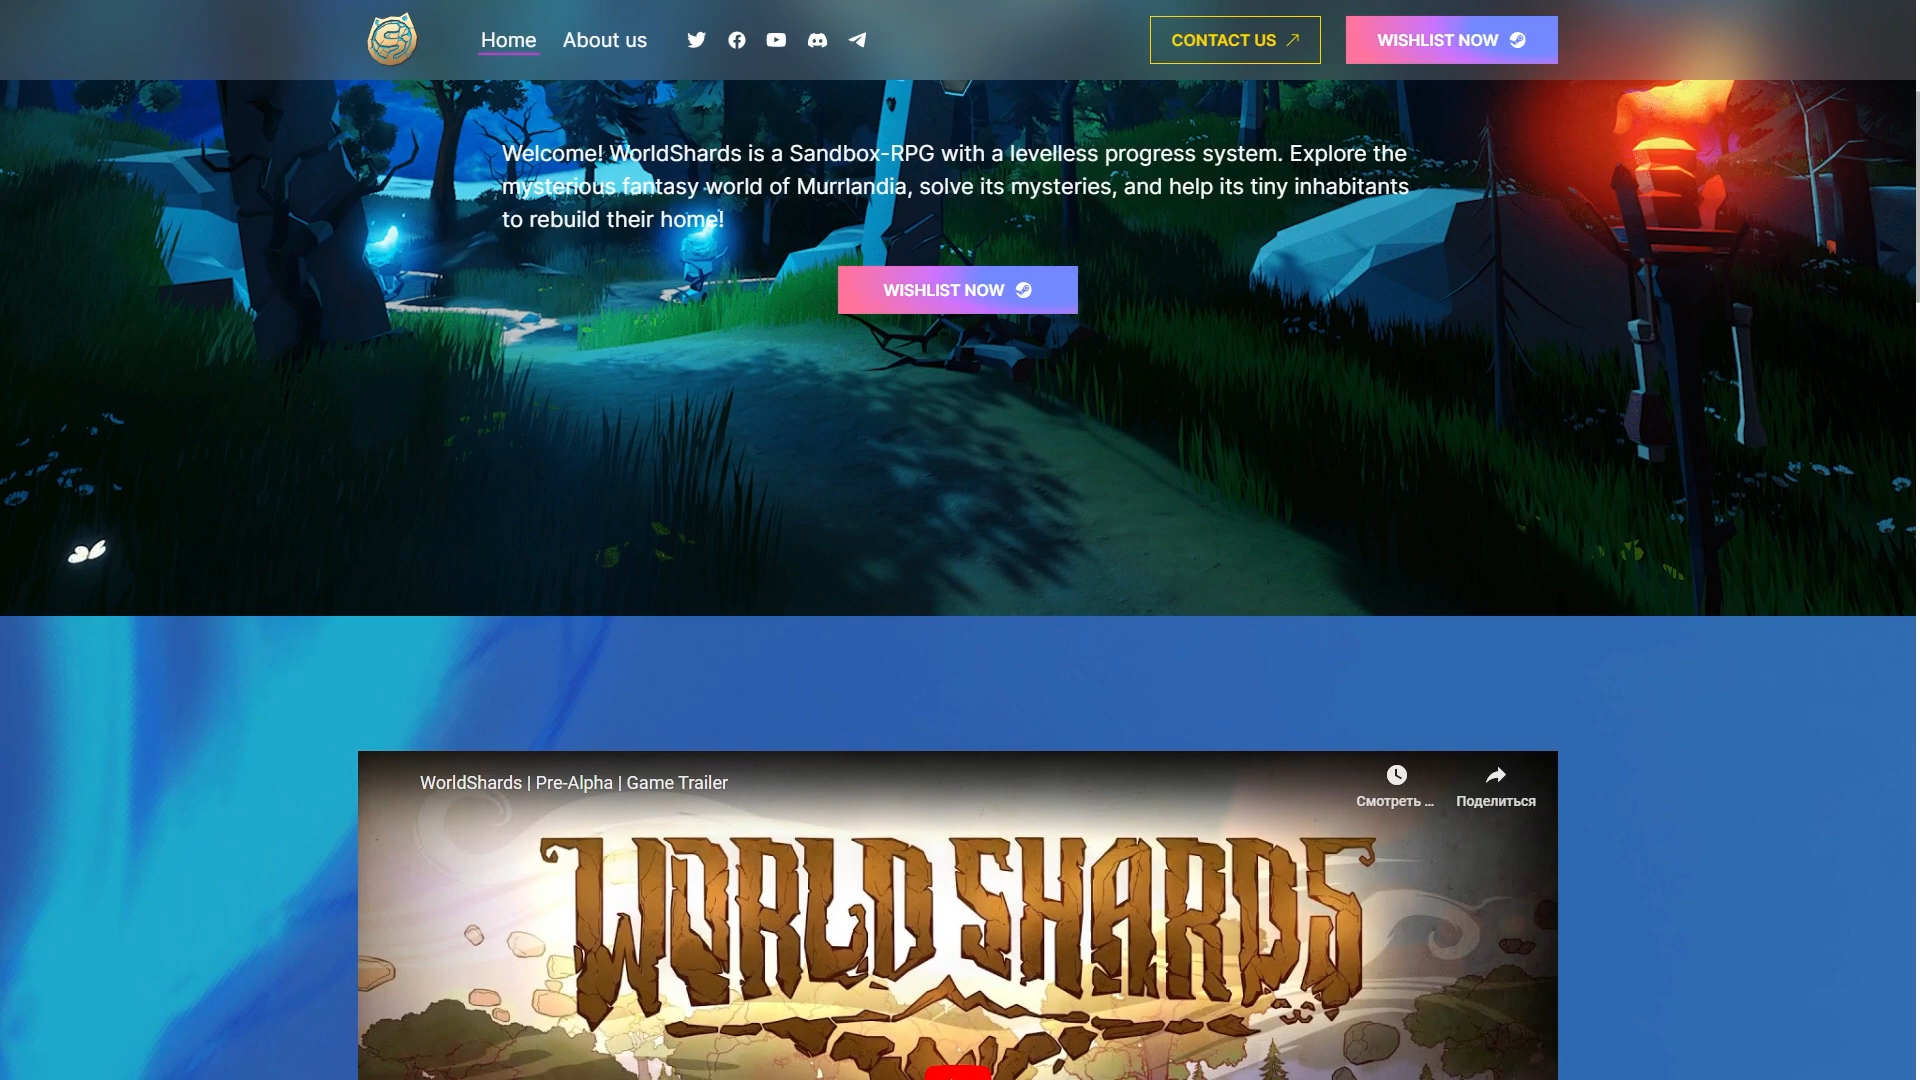 Home
About us
CONTACT US
WISHLIST NOW
Welcome! WorldShards is a Sandbox-RPG with a levelless progress system. Explore the
mysterious fantasy world of Murrlandia, solve its mysteries, and help its tiny inhabitants
to rebuild their home!
WISHLIST NOW
WorldShards | Pre-Alpha | Game Trailer
Смотреть ...
Поделиться
WORLD SHARDS